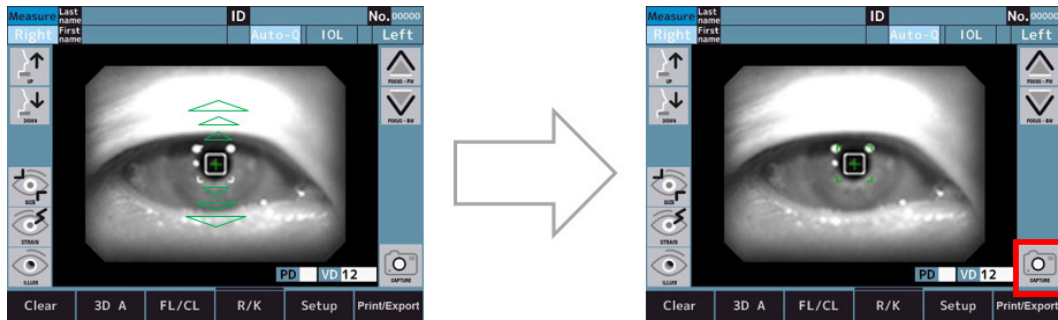 Measure Last name ID No. 00000
Right First name Auto-Q IOL Left
UP FOCUS - FW
DOWN FOCUS - BW
SIZE
STRAIN
ILLUM CAPTURE
PD VD 12
Clear 3D A FL/CL R/K Setup Print/Export
Measure Last name ID No. 00000
Right First name Auto-Q IOL Left
UP FOCUS - FW
DOWN FOCUS - BW
SIZE
STRAIN
ILLUM CAPTURE
PD VD 12
Clear 3D A FL/CL R/K Setup Print/Export